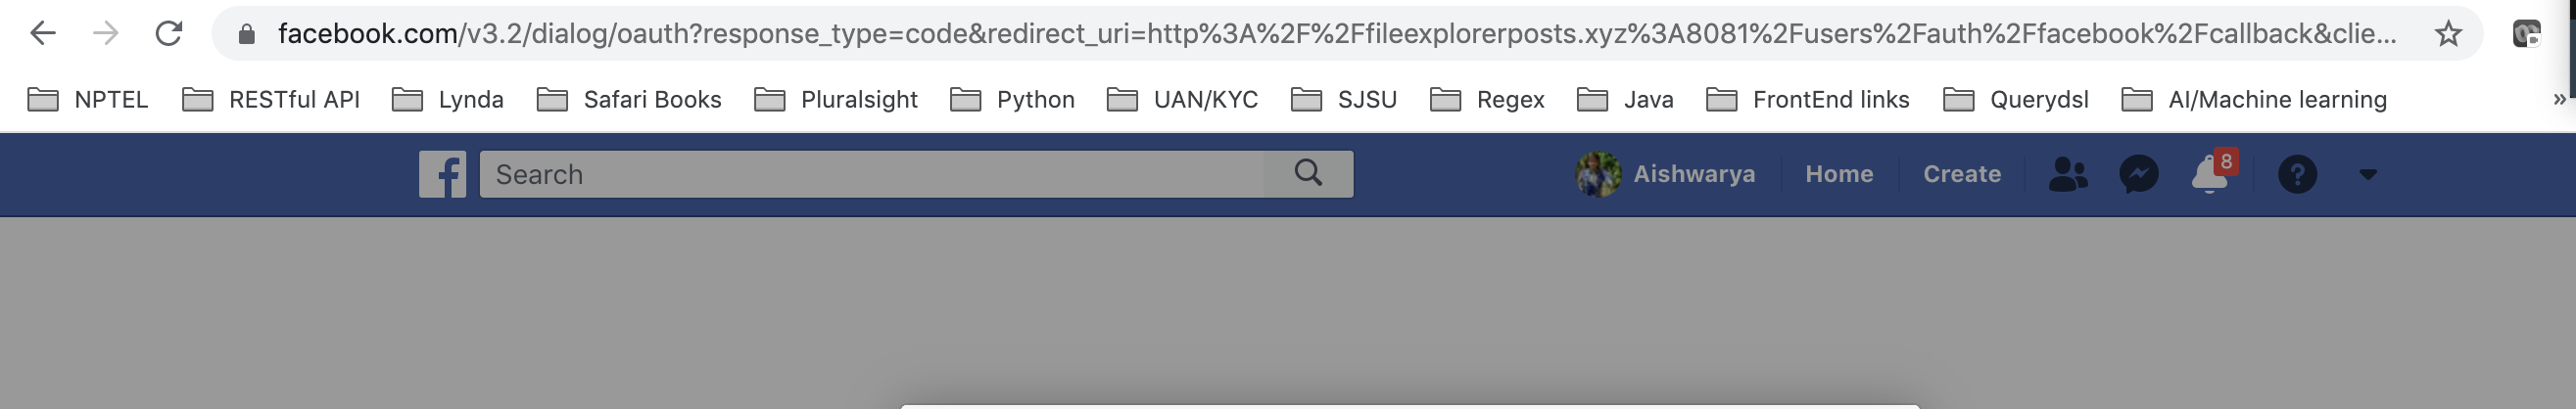 facebook.com/v3.2/dialog/oauth?response_type=code&redirect_uri=http%3A%2F%2Ffileexplorerposts.xyz%3A8081%2Fusers%2Fauth%2Ffacebook%2Fcallback&clie...
NPTEL RESTful API Lynda Safari Books Pluralsight Python UAN/KYC SJSU Regex Java FrontEnd links Querydsl AI/Machine learning »
f Search Aishwarya Home Create 8 ?